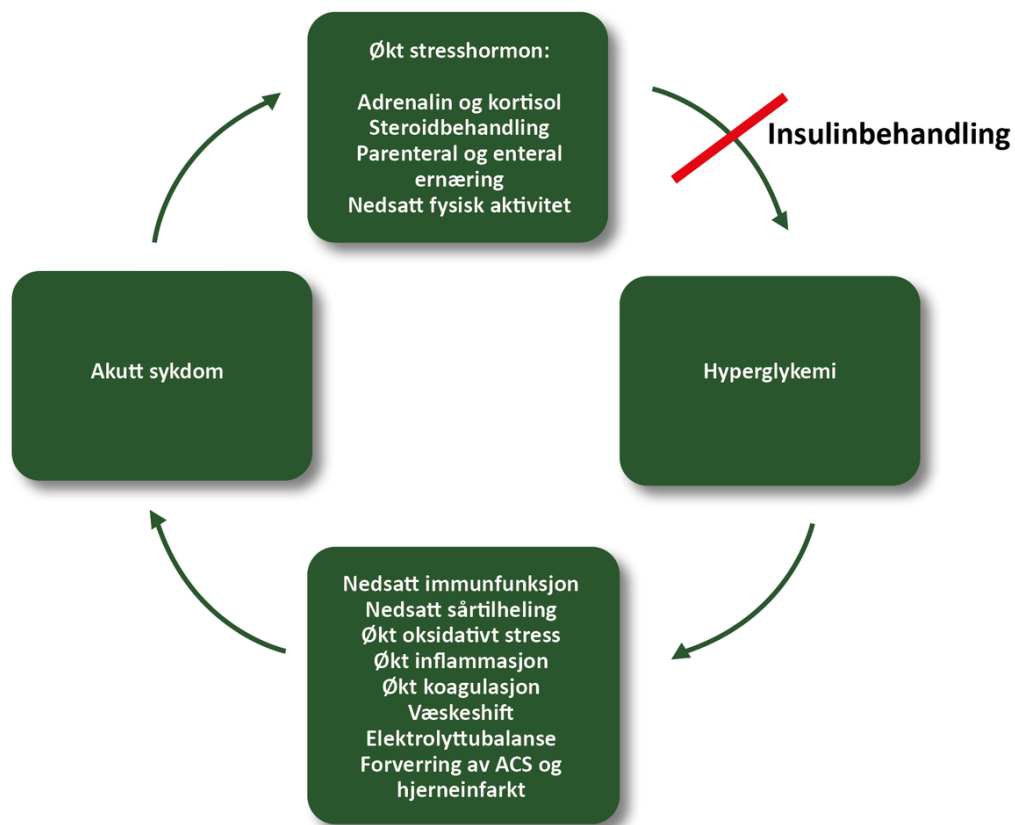 Økt stresshormon:
Adrenalin og kortisol
Steroidbehandling
Parenteral og enteral
ernæring
Nedsatt fysisk aktivitet
Insulinbehandling
Akutt sykdom
Hyperglykemi
Nedsatt immunfunksjon
Nedsatt sårtilheling
Økt oksidativt stress
Økt inflammasjon
Økt koagulasjon
Væskeshift
Elektrolyttubalanse
Forverring av ACS og
hjerneinfarkt